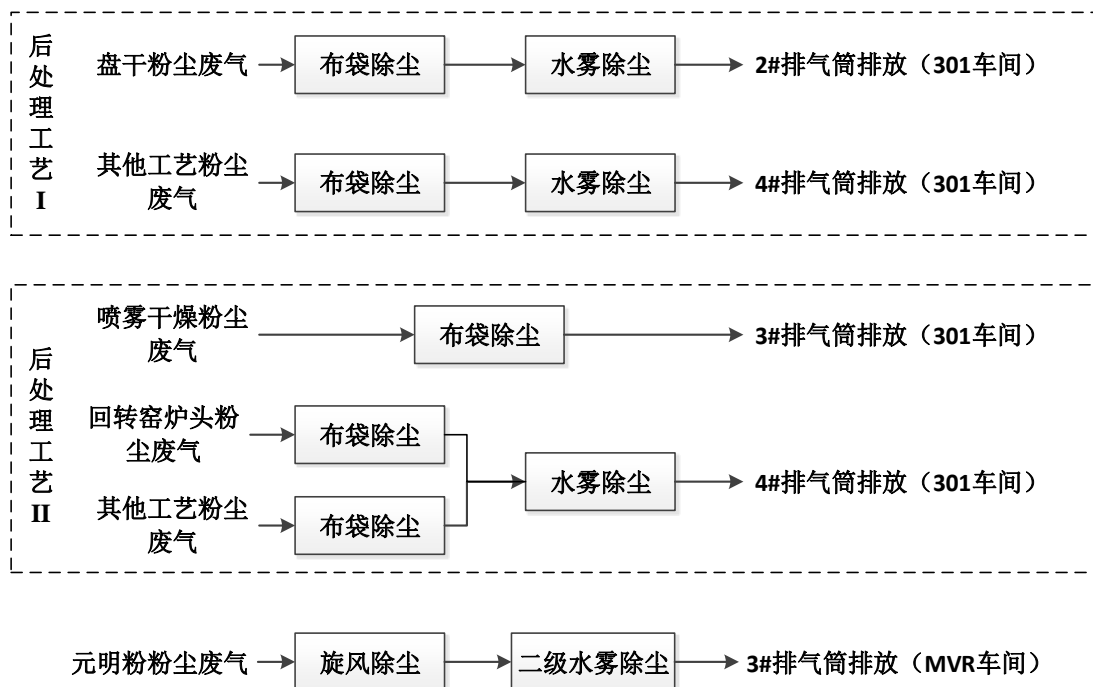 后处理工艺I
盘干粉尘废气
布袋除尘
水雾除尘
2#排气筒排放（301车间）
其他工艺粉尘
废气
布袋除尘
水雾除尘
4#排气筒排放（301车间）
后处理工艺II
喷雾干燥粉尘
废气
布袋除尘
3#排气筒排放（301车间）
回转窑炉头粉
尘废气
布袋除尘
其他工艺粉尘
废气
布袋除尘
水雾除尘
4#排气筒排放（301车间）
元明粉粉尘废气
旋风除尘
二级水雾除尘
3#排气筒排放（MVR车间）